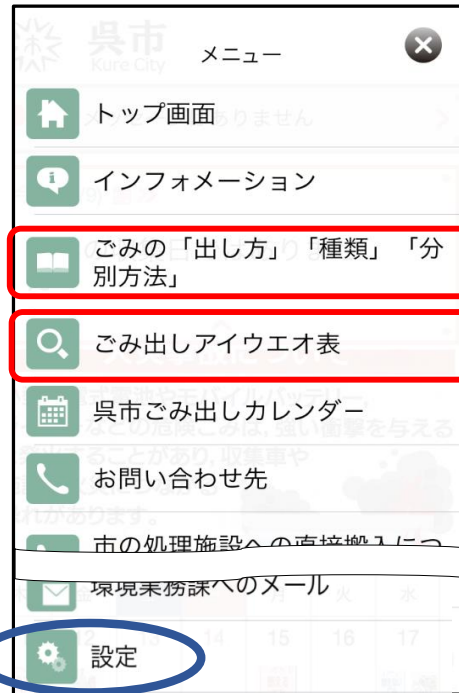 呉市
Kure City
メニュー
トップ画面
インフォメーション
ごみの「出し方」「種類」「分
別方法」
ごみ出しアイウエオ表
呉市ごみ出しカレンダー
お問い合わせ先
市の処理施設への直接搬入につ
環境業務課へのメール
設定
14 15 16 17